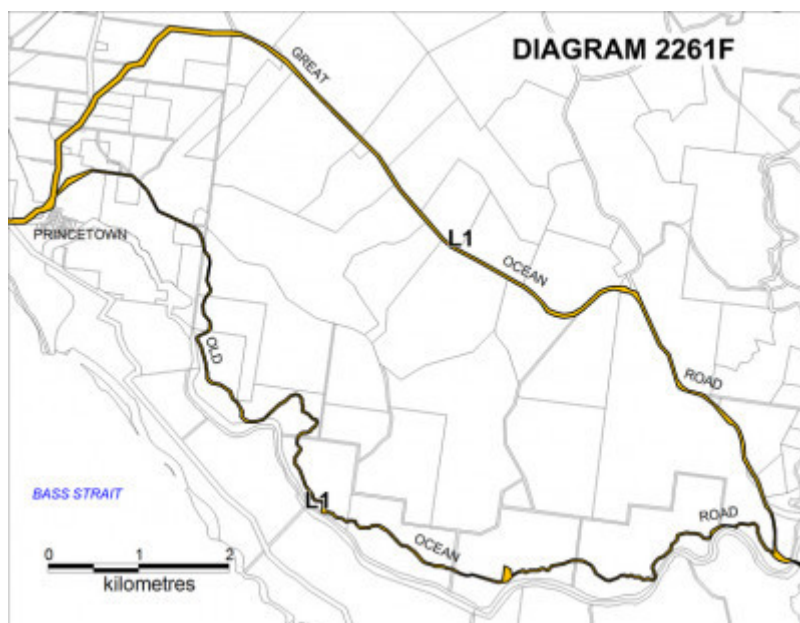 DIAGRAM 2261F
GREAT
L1
OCEAN
ROAD
PRINCETOWN
OLD
L1
OCEAN
ROAD
BASS STRAIT
0 1 2
kilometres